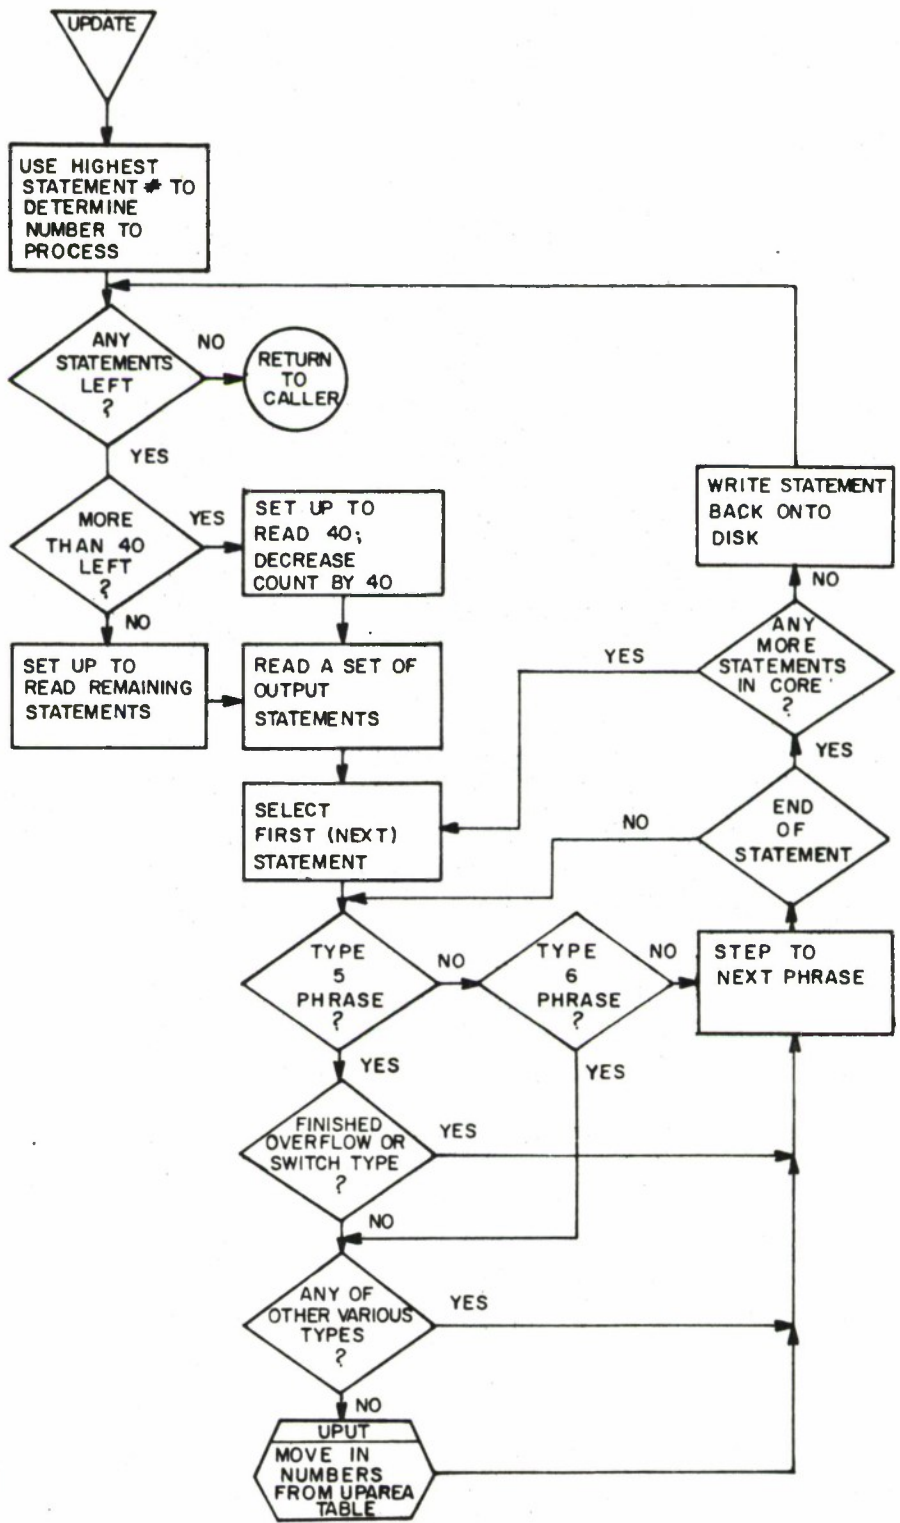 UPDATE
USE HIGHEST
STATEMENT # TO
DETERMINE
NUMBER TO
PROCESS
ANY
STATEMENTS
LEFT
?
NO
RETURN
TO
CALLER
YES
MORE
THAN 40
LEFT
?
YES
SET UP TO
READ 40;
DECREASE
COUNT BY 40
NO
SET UP TO
READ REMAINING
STATEMENTS
READ A SET OF
OUTPUT
STATEMENTS
SELECT
FIRST (NEXT)
STATEMENT
WRITE STATEMENT
BACK ONTO
DISK
NO
ANY
MORE
STATEMENTS
IN CORE
?
YES
YES
END
OF
STATEMENT
NO
TYPE
5
PHRASE
?
NO
TYPE
6
PHRASE
?
NO
STEP TO
NEXT PHRASE
YES
YES
FINISHED
OVERFLOW OR
SWITCH TYPE
?
YES
NO
ANY OF
OTHER VARIOUS
TYPES
?
YES
NO
UPUT
MOVE IN
NUMBERS
FROM UPAREA
TABLE